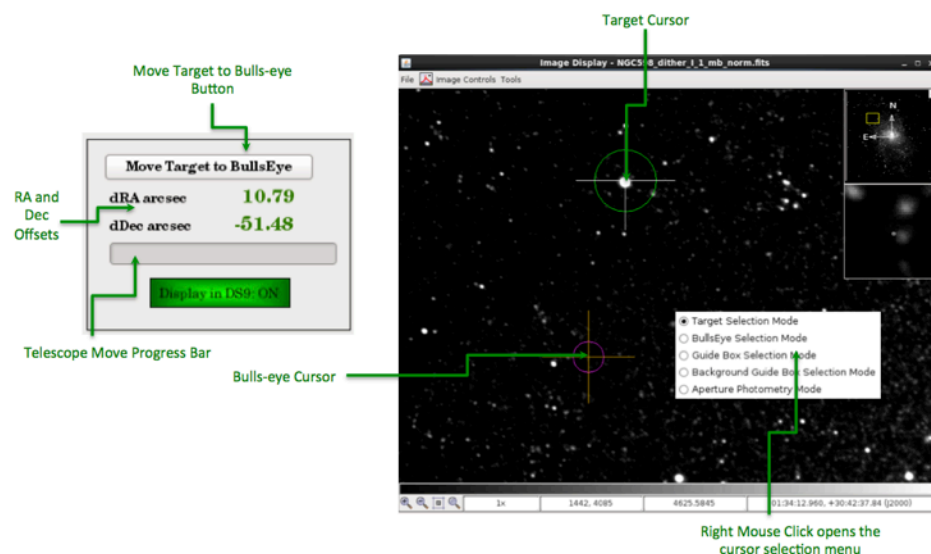 Target Cursor
Move Target to Bulls-eye
Button
Move Target to BullsEye
dRA arcsec 10.79
dDec arcsec -51.48
Display in DS9: ON
RA and
Dec
Offsets
Telescope Move Progress Bar
Bulls-eye Cursor
Image Display - NGC598_dither_I_1_mb_norm.fits
File Image Controls Tools
N
E
Target Selection Mode
BullsEye Selection Mode
Guide Box Selection Mode
Background Guide Box Selection Mode
Aperture Photometry Mode
1x 1442, 4085 4625.5845 01:34:12.960, +30:42:37.84 (J2000)
Right Mouse Click opens the
cursor selection menu